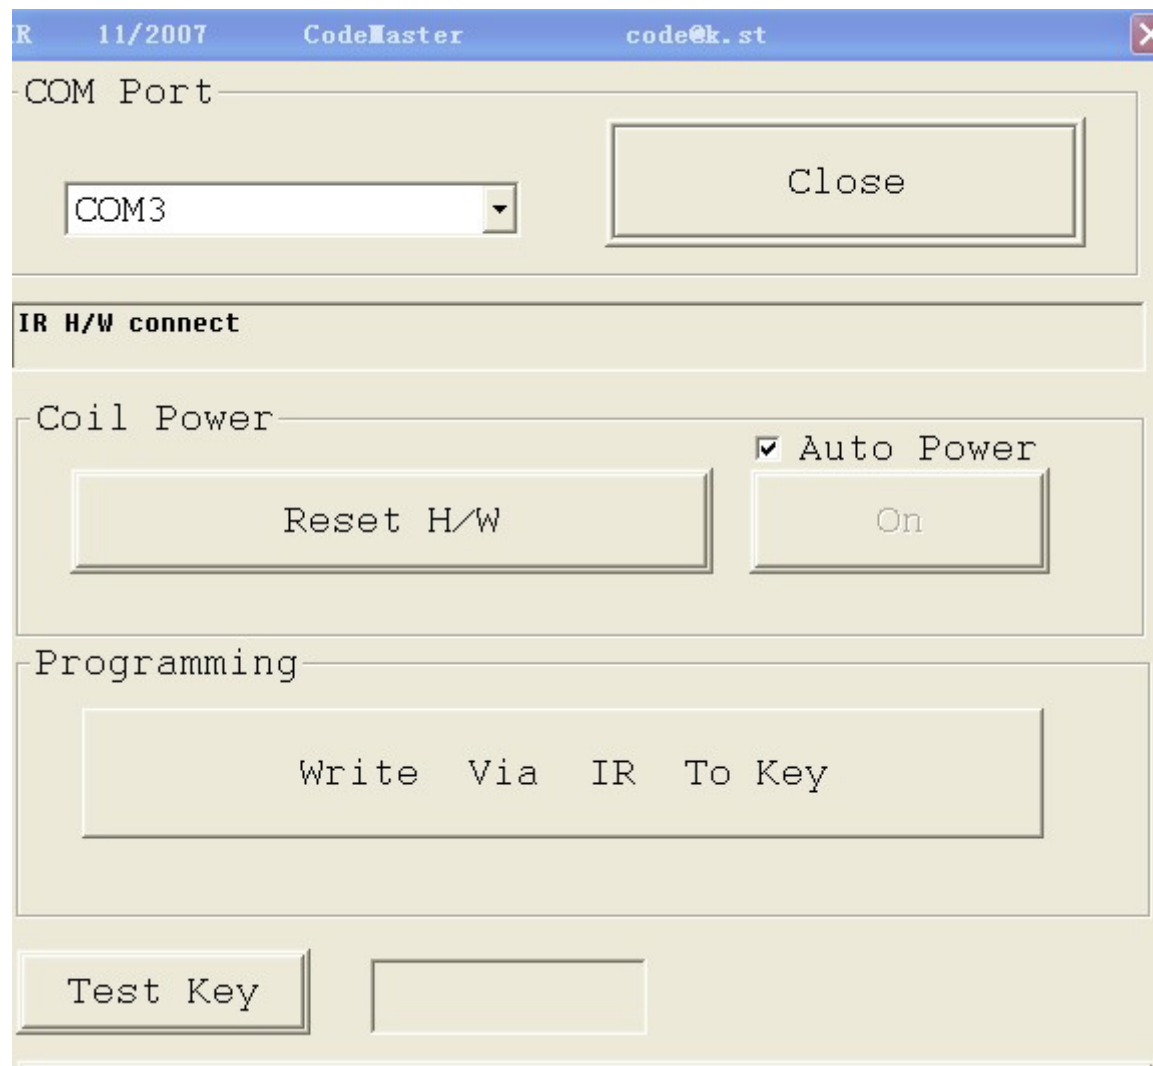 IR 11/2007 CodeMaster code@k.st
COM Port
Close
COM3
IR H/W connect
Coil Power
Auto Power
Reset H/W
On
Programming
Write Via IR To Key
Test Key